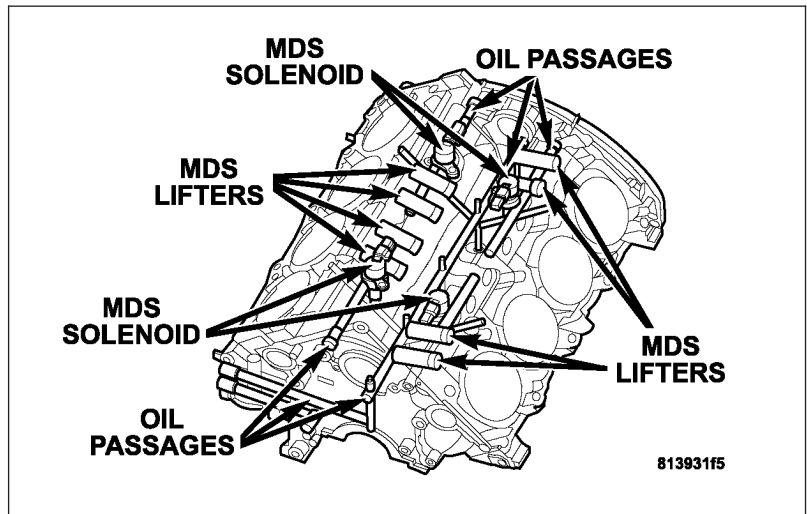 MDS
SOLENOID
OIL PASSAGES
MDS
LIFTERS
MDS
SOLENOID
MDS
LIFTERS
OIL
PASSAGES
813931f5